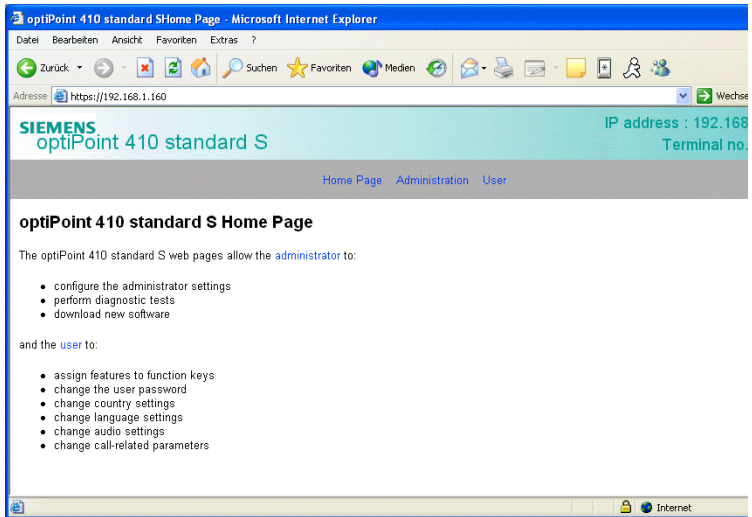 optiPoint 410 standard SHome Page - Microsoft Internet Explorer
Datei Bearbeiten Ansicht Favoriten Extras ?
Zurück Suchen Favoriten Medien
Adresse https://192.168.1.160 Wechse
SIEMENS
optiPoint 410 standard S
IP address : 192.168
Terminal no.
Home Page Administration User
optiPoint 410 standard S Home Page
The optiPoint 410 standard S web pages allow the administrator to:
• configure the administrator settings
• perform diagnostic tests
• download new software
and the user to:
• assign features to function keys
• change the user password
• change country settings
• change language settings
• change audio settings
• change call-related parameters
Internet